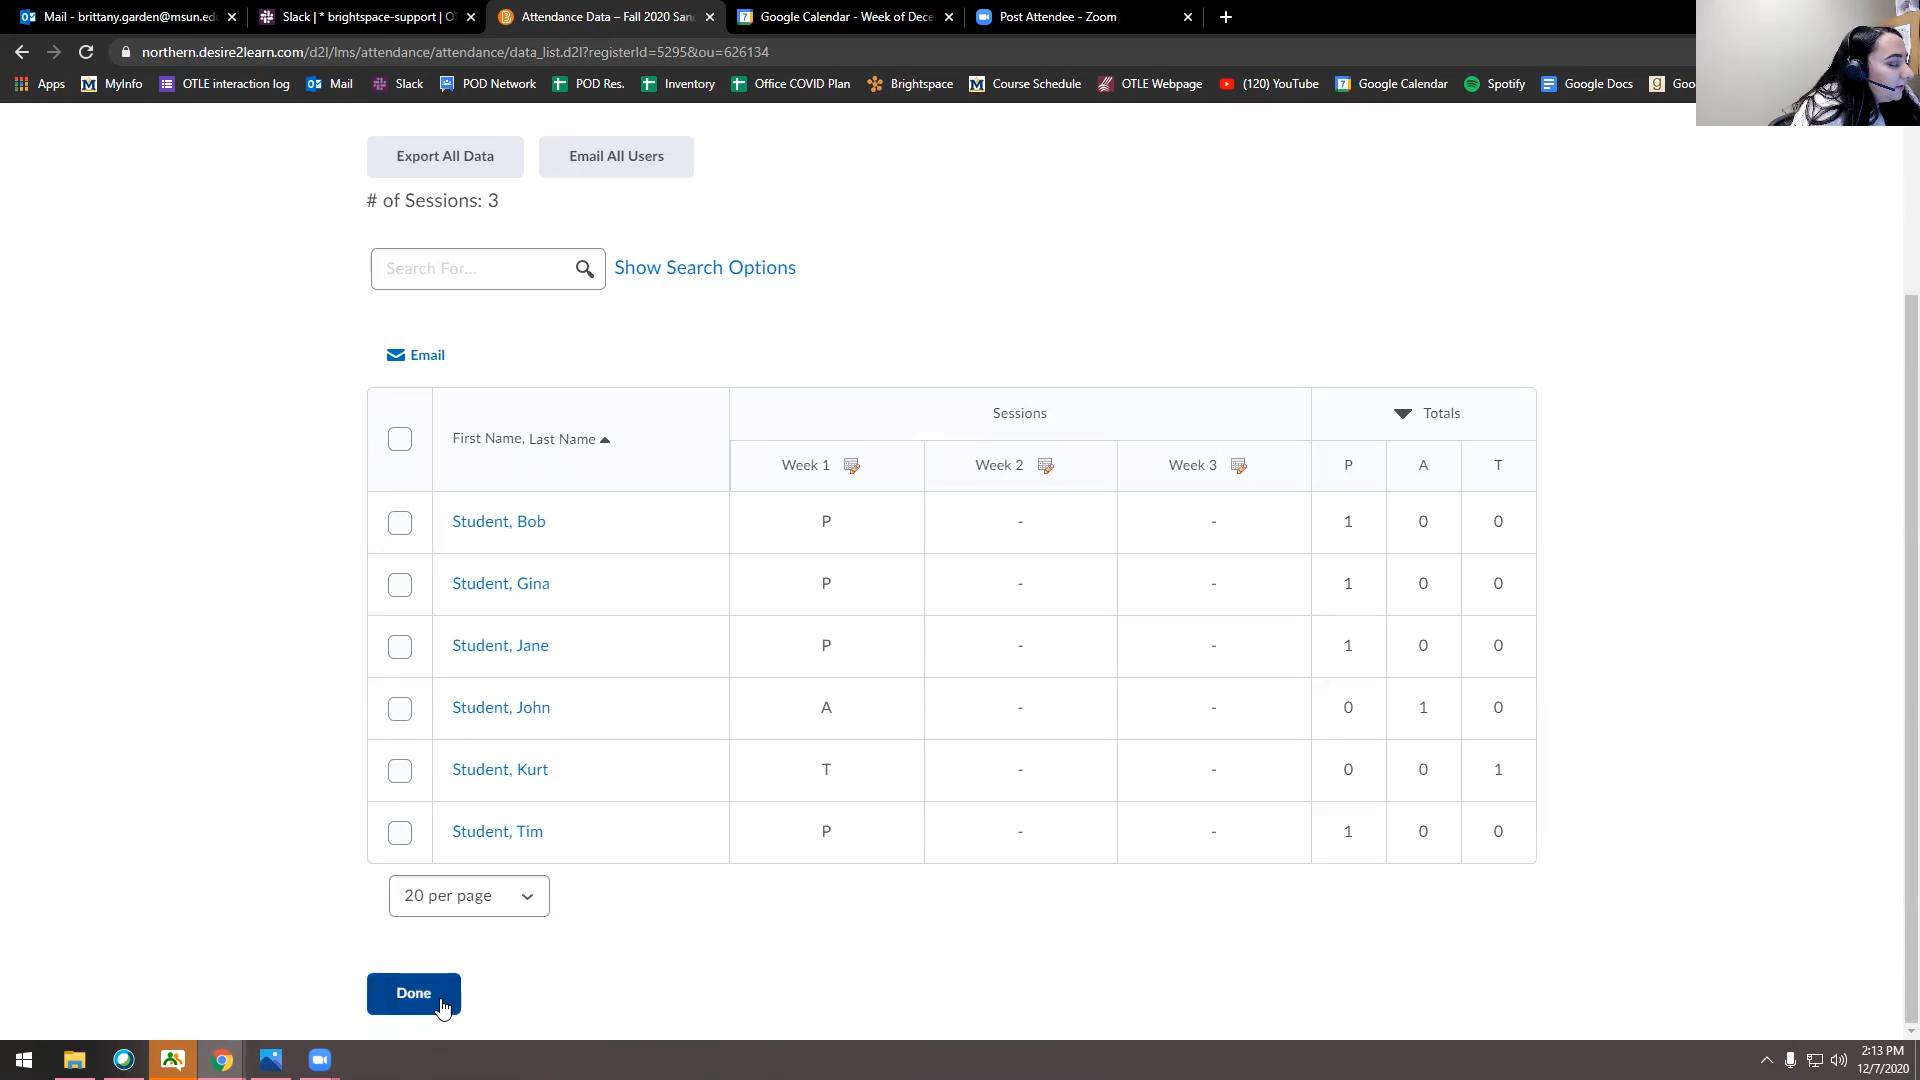 Mail - brittany.garden@msun.ed
Slack | * brightspace-support | OT
Attendance Data – Fall 2020 San
Google Calendar - Week of Dece
Post Attendee - Zoom
northern.desire2learn.com/d2l/lms/attendance/attendance/data_list.d2l?registerId=5295&ou=626134
Apps MyInfo OTLE interaction log Mail Slack POD Network POD Res. Inventory Office COVID Plan Brightspace Course Schedule OTLE Webpage (120) YouTube Google Calendar Spotify Google Docs Goo
Export All Data Email All Users
# of Sessions: 3
Search For... Show Search Options
Email
First Name, Last Name Sessions Totals
Week 1 Week 2 Week 3 P A T
Student, Bob P - - 1 0 0
Student, Gina P - - 1 0 0
Student, Jane P - - 1 0 0
Student, John A - - 0 1 0
Student, Kurt T - - 0 0 1
Student, Tim P - - 1 0 0
20 per page
Done
2:13 PM
12/7/2020